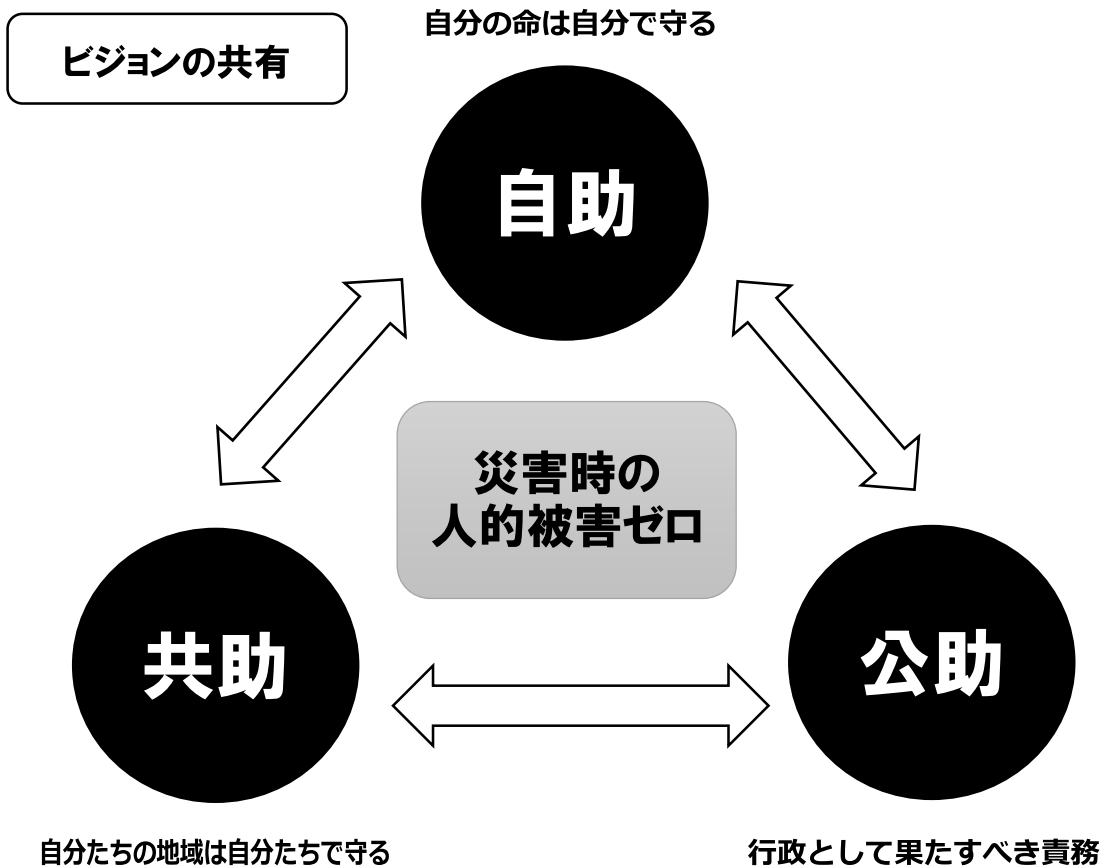 ビジョンの共有
自分の命は自分で守る
自助
災害時の
人的被害ゼロ
共助
公助
自分たちの地域は自分たちで守る
行政として果たすべき責務